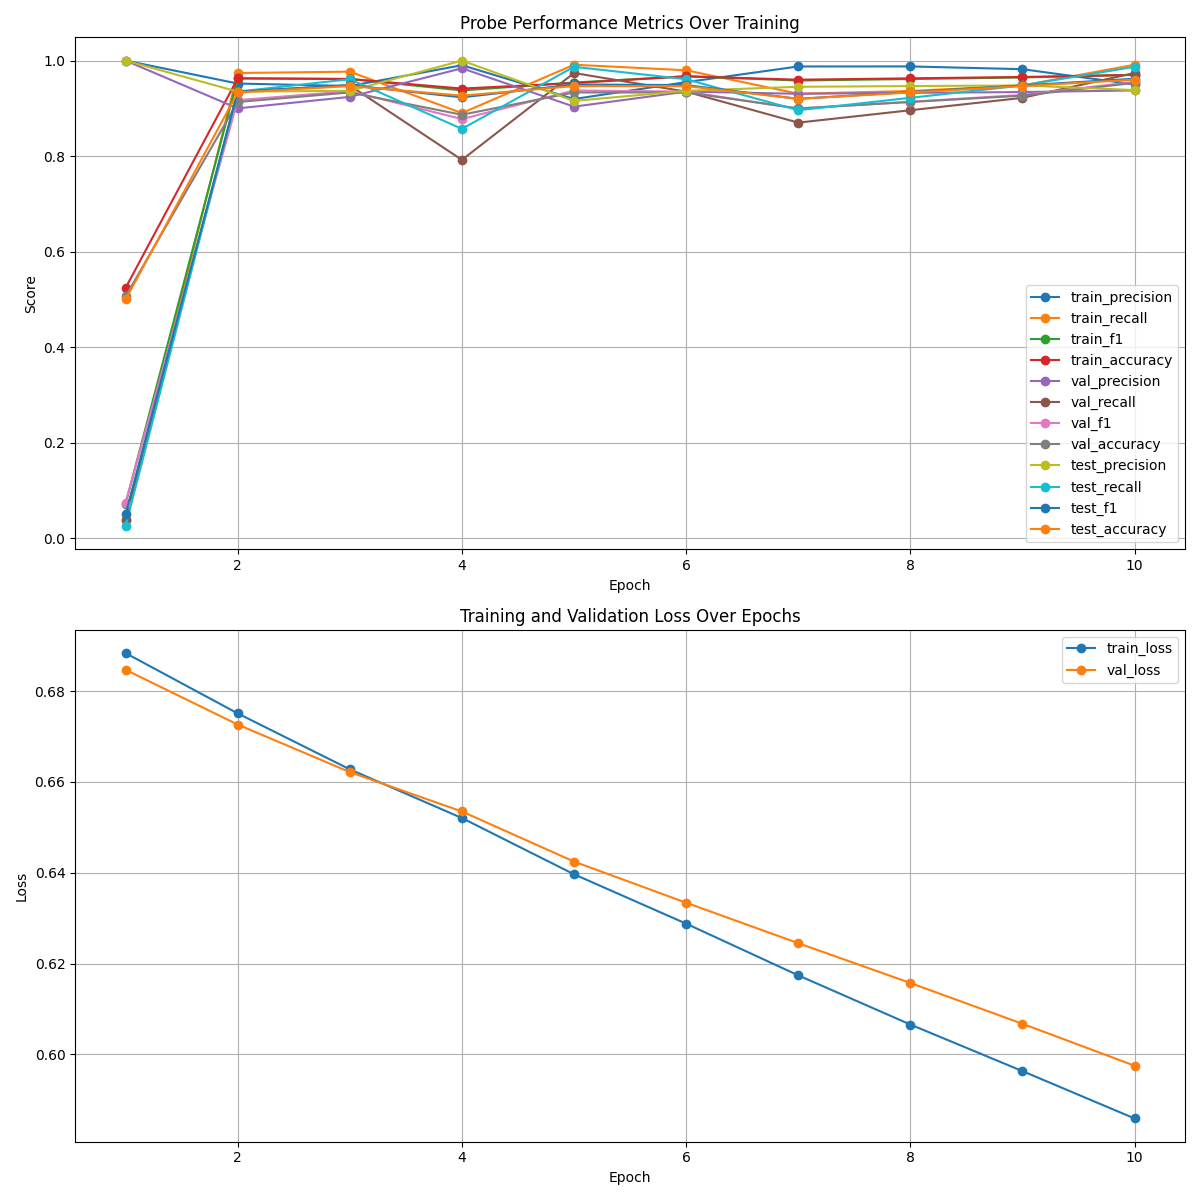 Probe Performance Metrics Over Training
1.0
0.8
0.6
0.4
0.2
0.0
Score
2
4
6
8
10
Epoch
train_precision
train_recall
train_f1
train_accuracy
val_precision
val_recall
val_f1
val_accuracy
test_precision
test_recall
test_f1
test_accuracy
Training and Validation Loss Over Epochs
0.68
0.66
0.64
0.62
0.60
Loss
2
4
6
8
10
Epoch
train_loss
val_loss